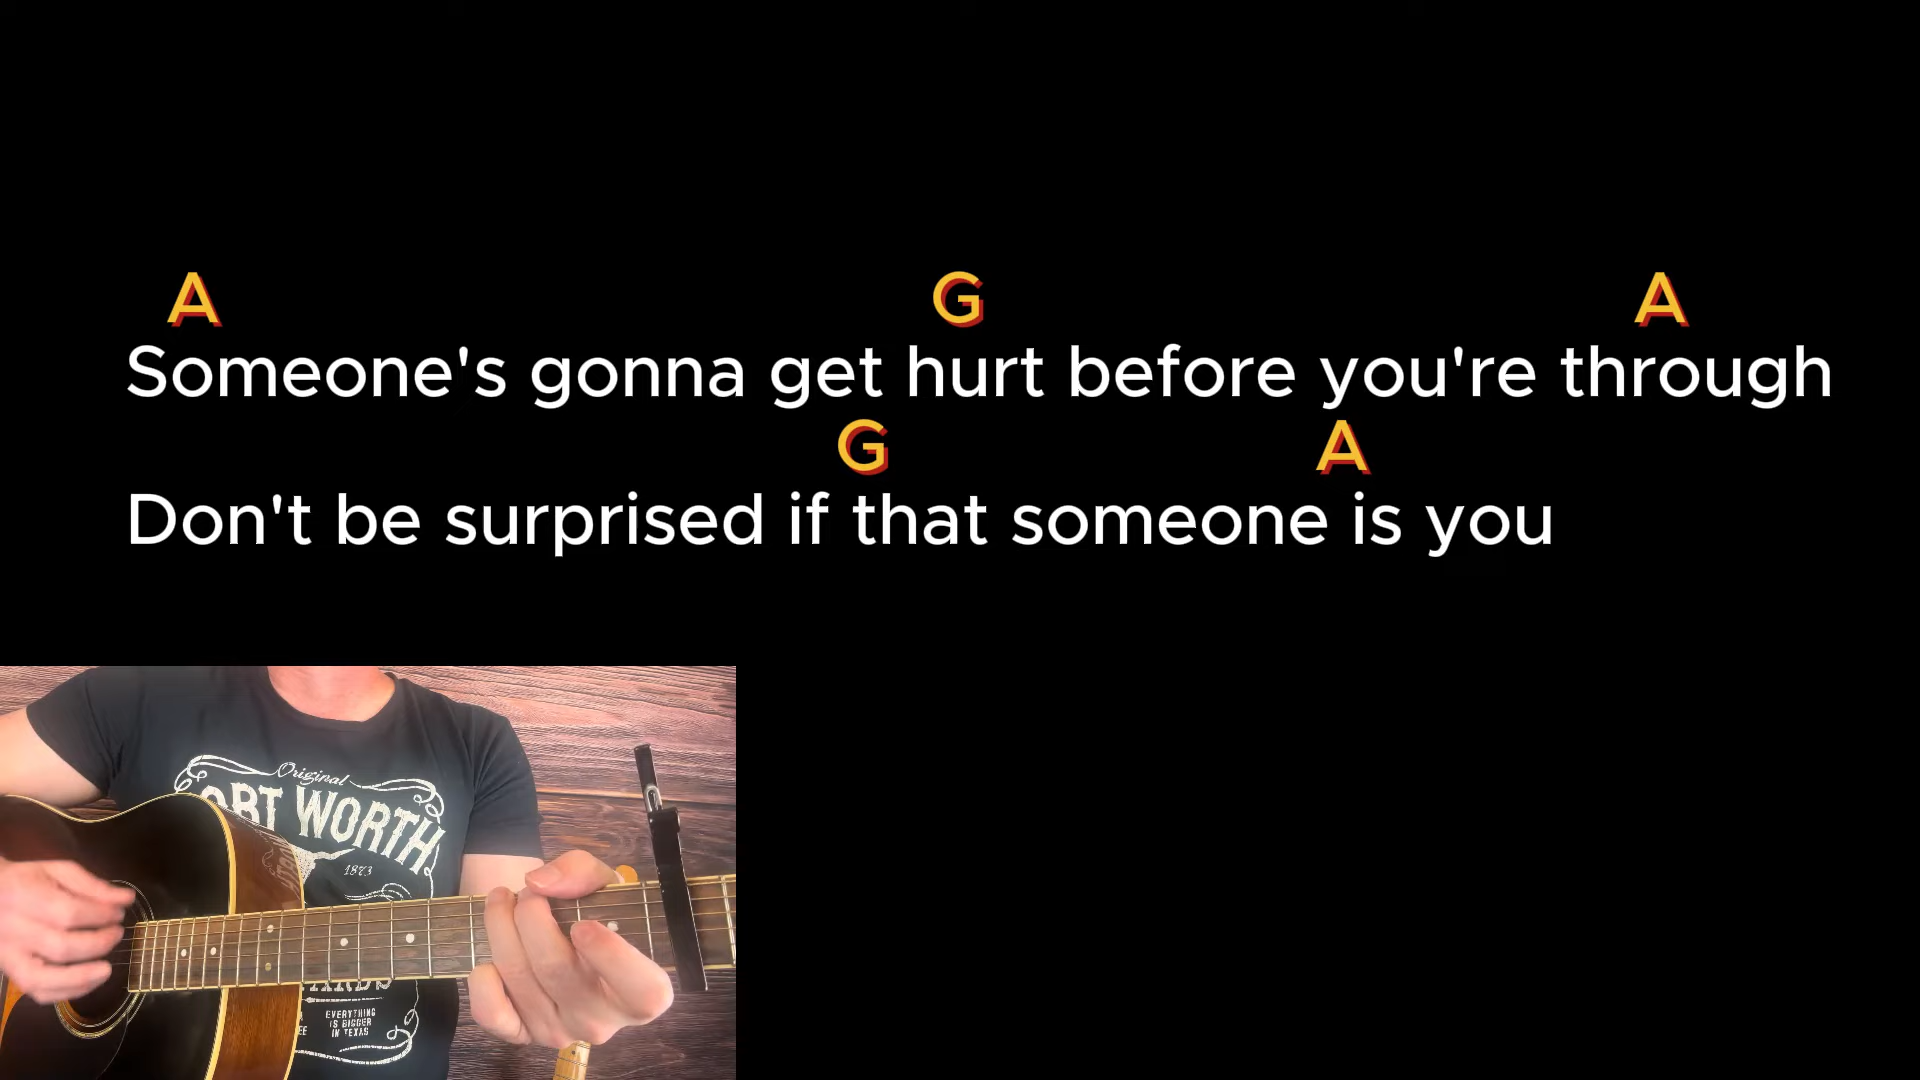 A G A
Someone's gonna get hurt before you're through
G A
Don't be surprised if that someone is you
Original
ORT WORTH
1873
EVERYTHING
IS BIGGER
IN TEXAS